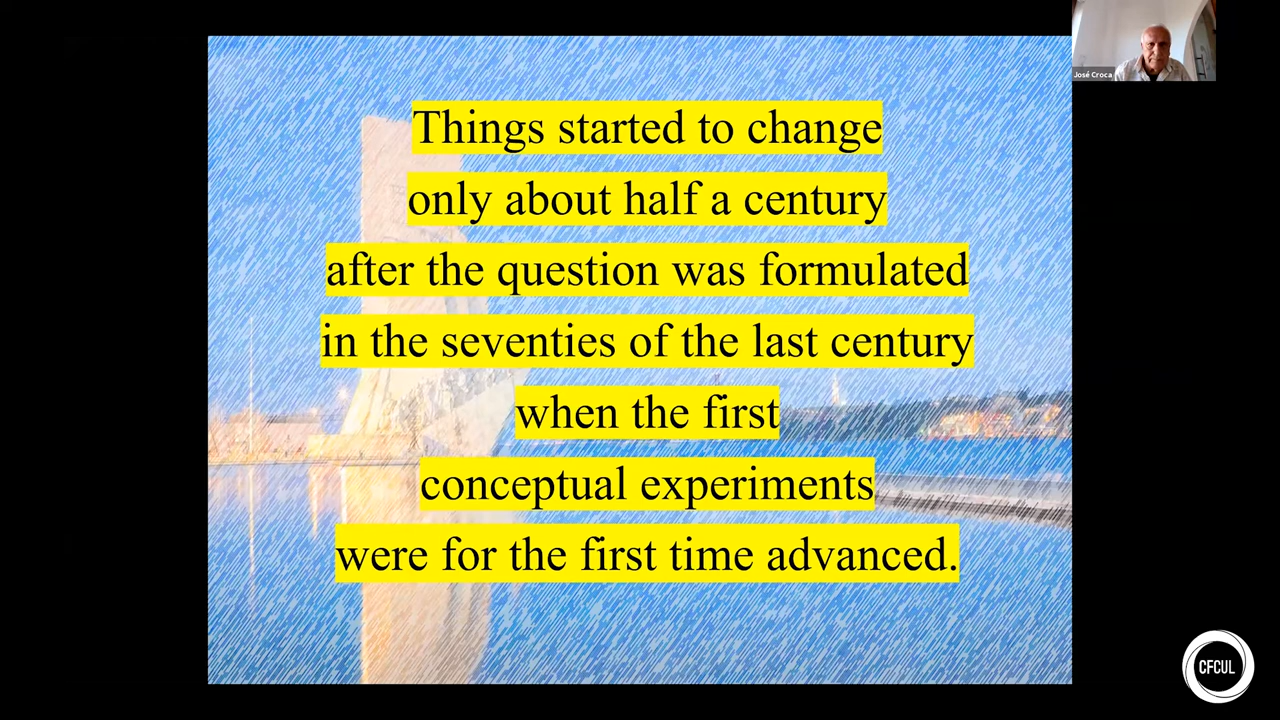 José Croca
Things started to change
only about half a century
after the question was formulated
in the seventies of the last century
when the first
conceptual experiments
were for the first time advanced.
CFCUL